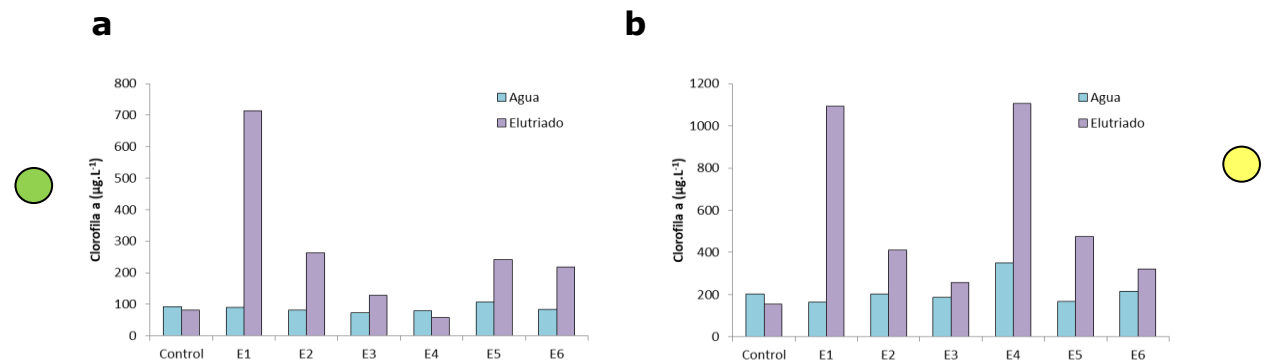 a
b
Clorofila a (µg.L-1)
800
700
600
500
400
300
200
100
0
Agua
Elutriado
Control E1 E2 E3 E4 E5 E6
Clorofila a (µg.L-1)
1200
1000
800
600
400
200
0
Agua
Elutriado
Control E1 E2 E3 E4 E5 E6